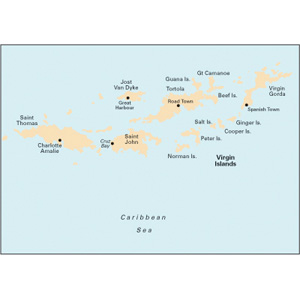 Gt Camanoe
Guana Is.
Jost
Van Dyke
Tortola
Virgin
Gorda
Beef Is.
Great
Harbour
Road Town
Spanish Town
Saint
Thomas
Salt Is.
Ginger Is.
Cooper Is.
Saint
John
Cruz
Bay
Peter Is.
Charlotte
Amalie
Norman Is.
Virgin
Islands
Caribbean
Sea